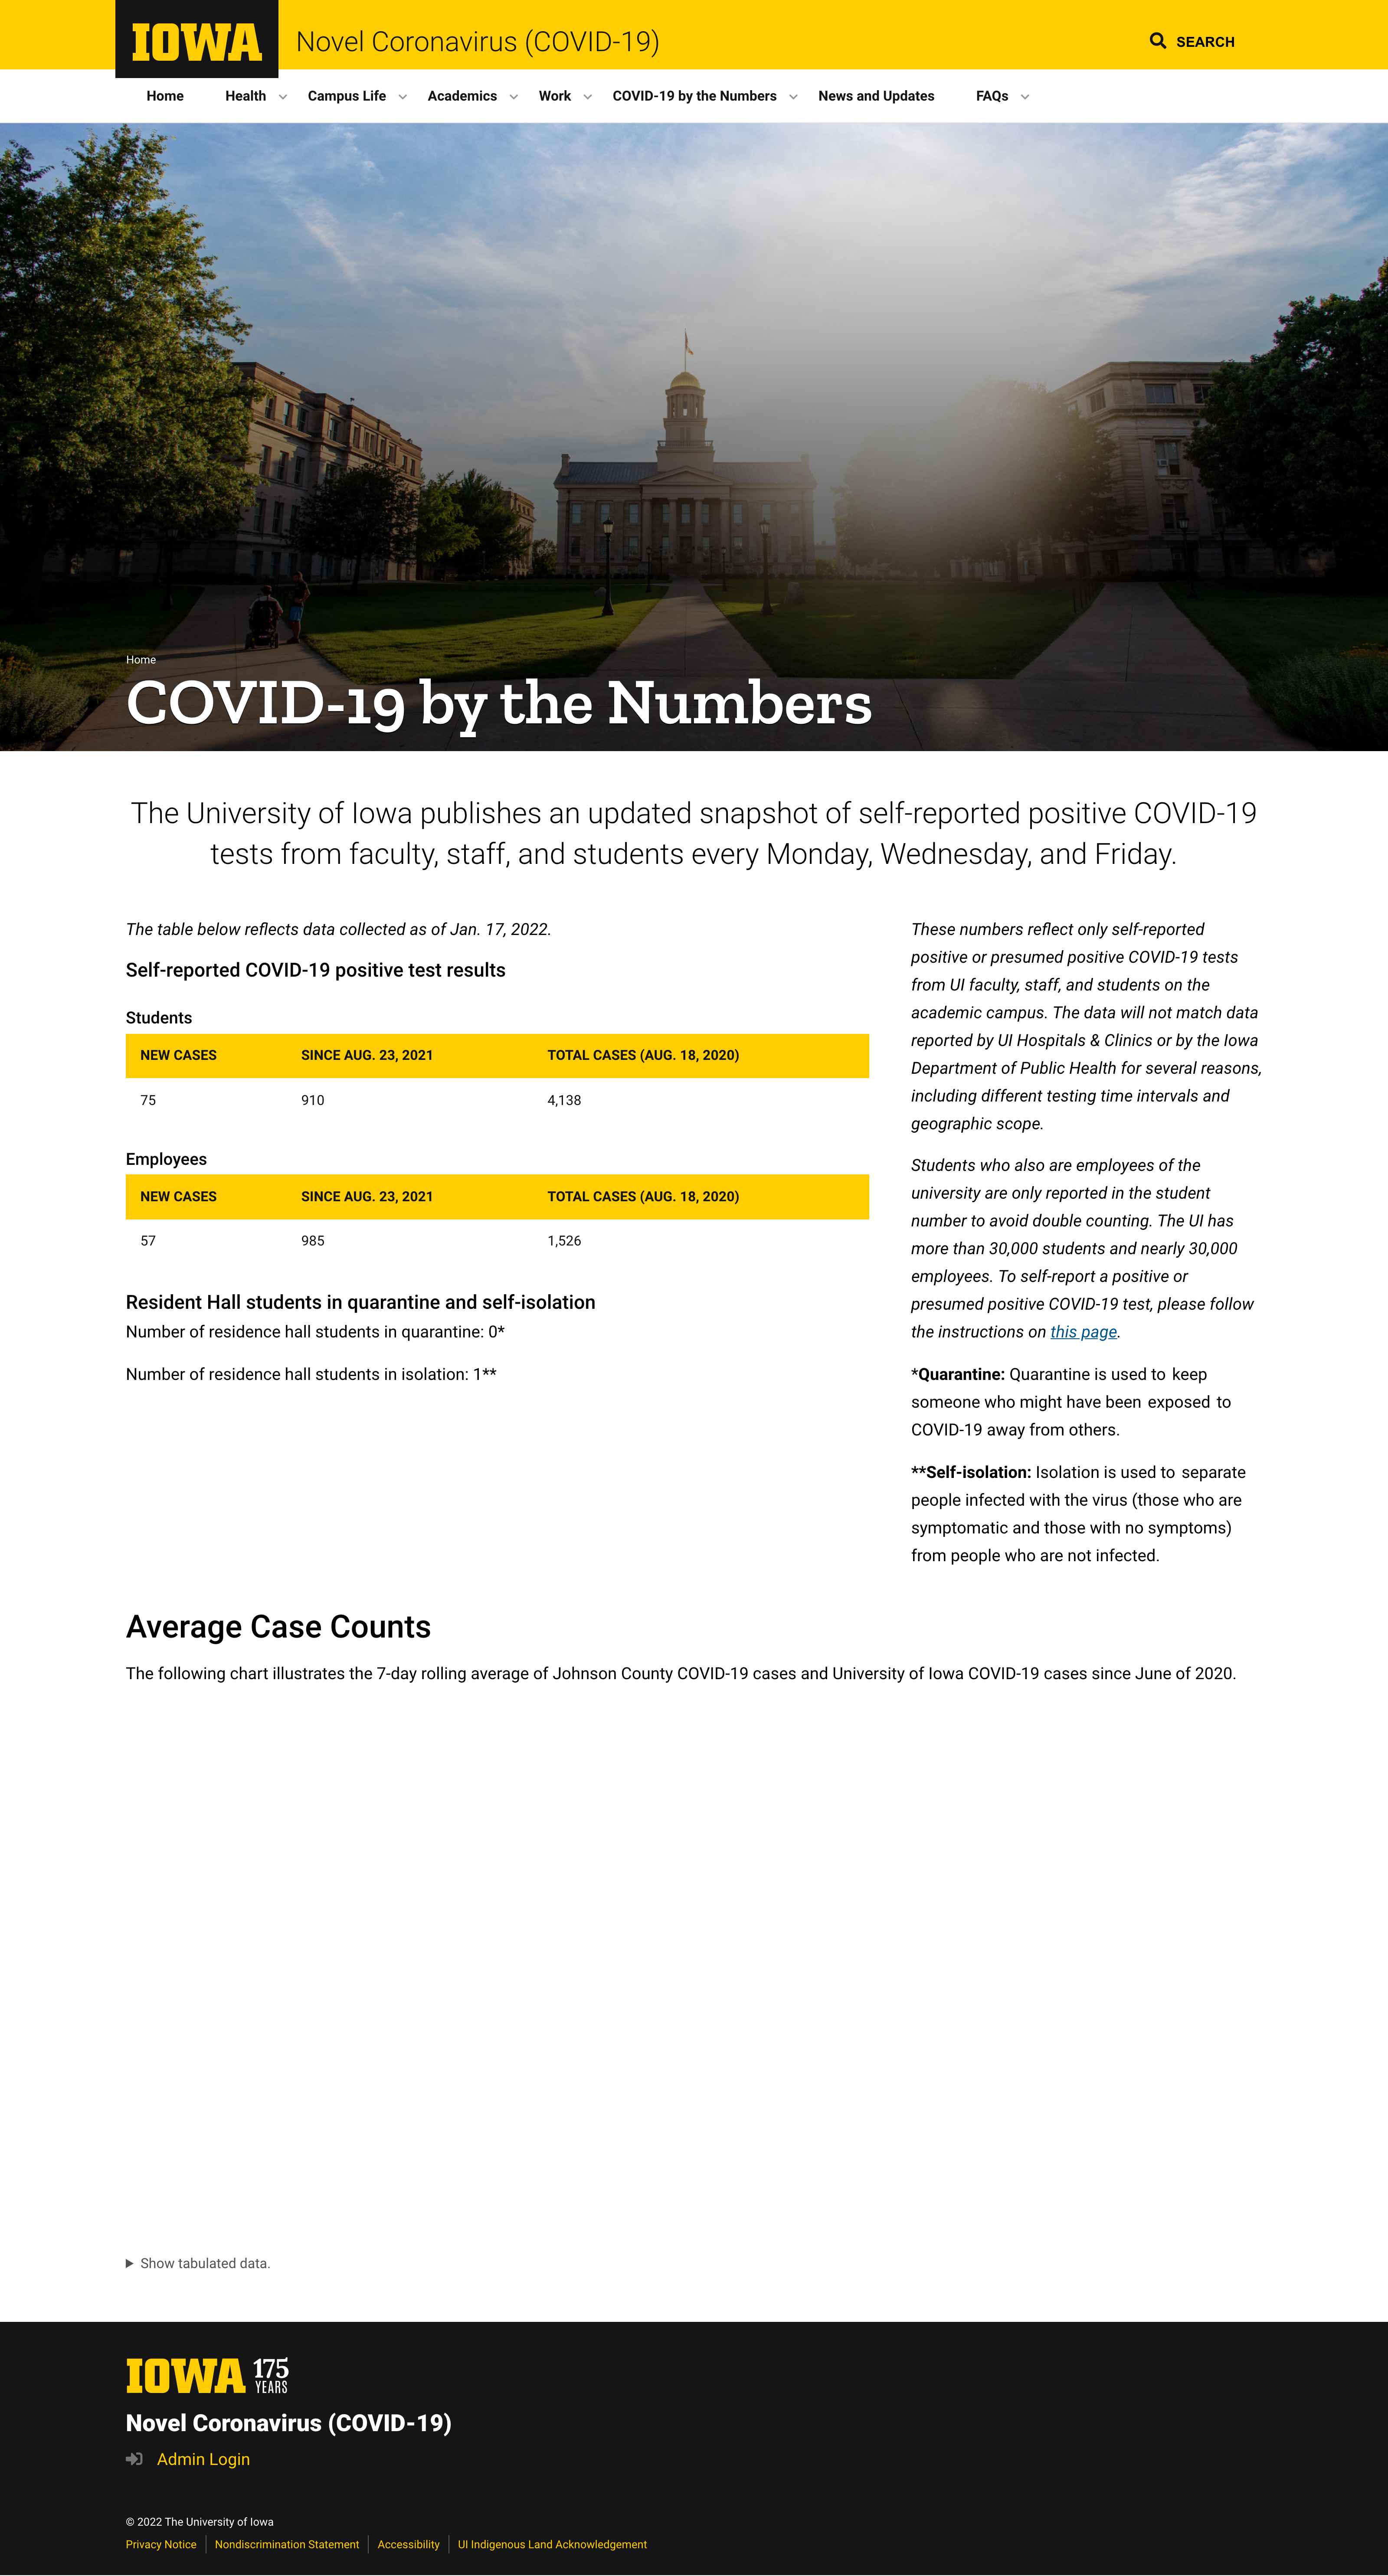 IOWA
Novel Coronavirus (COVID-19)
SEARCH
Home
Health
Campus Life
Academics
Work
COVID-19 by the Numbers
News and Updates
FAQs
Home
COVID-19 by the Numbers
The University of Iowa publishes an updated snapshot of self-reported positive COVID-19
tests from faculty, staff, and students every Monday, Wednesday, and Friday.
The table below reflects data collected as of Jan. 17, 2022.
Self-reported COVID-19 positive test results
Students
NEW CASES SINCE AUG. 23, 2021 TOTAL CASES (AUG. 18, 2020)
75 910 4,138
Employees
NEW CASES SINCE AUG. 23, 2021 TOTAL CASES (AUG. 18, 2020)
57 985 1,526
Resident Hall students in quarantine and self-isolation
Number of residence hall students in quarantine: 0*
Number of residence hall students in isolation: 1**
These numbers reflect only self-reported
positive or presumed positive COVID-19 tests
from UI faculty, staff, and students on the
academic campus. The data will not match data
reported by UI Hospitals & Clinics or by the Iowa
Department of Public Health for several reasons,
including different testing time intervals and
geographic scope.
Students who also are employees of the
university are only reported in the student
number to avoid double counting. The UI has
more than 30,000 students and nearly 30,000
employees. To self-report a positive or
presumed positive COVID-19 test, please follow
the instructions on this page.
*Quarantine: Quarantine is used to keep
someone who might have been exposed to
COVID-19 away from others.
**Self-isolation: Isolation is used to separate
people infected with the virus (those who are
symptomatic and those with no symptoms)
from people who are not infected.
Average Case Counts
The following chart illustrates the 7-day rolling average of Johnson County COVID-19 cases and University of Iowa COVID-19 cases since June of 2020.
Show tabulated data.
IOWA 175 YEARS
Novel Coronavirus (COVID-19)
Admin Login
© 2022 The University of Iowa
Privacy Notice
Nondiscrimination Statement
Accessibility
UI Indigenous Land Acknowledgement